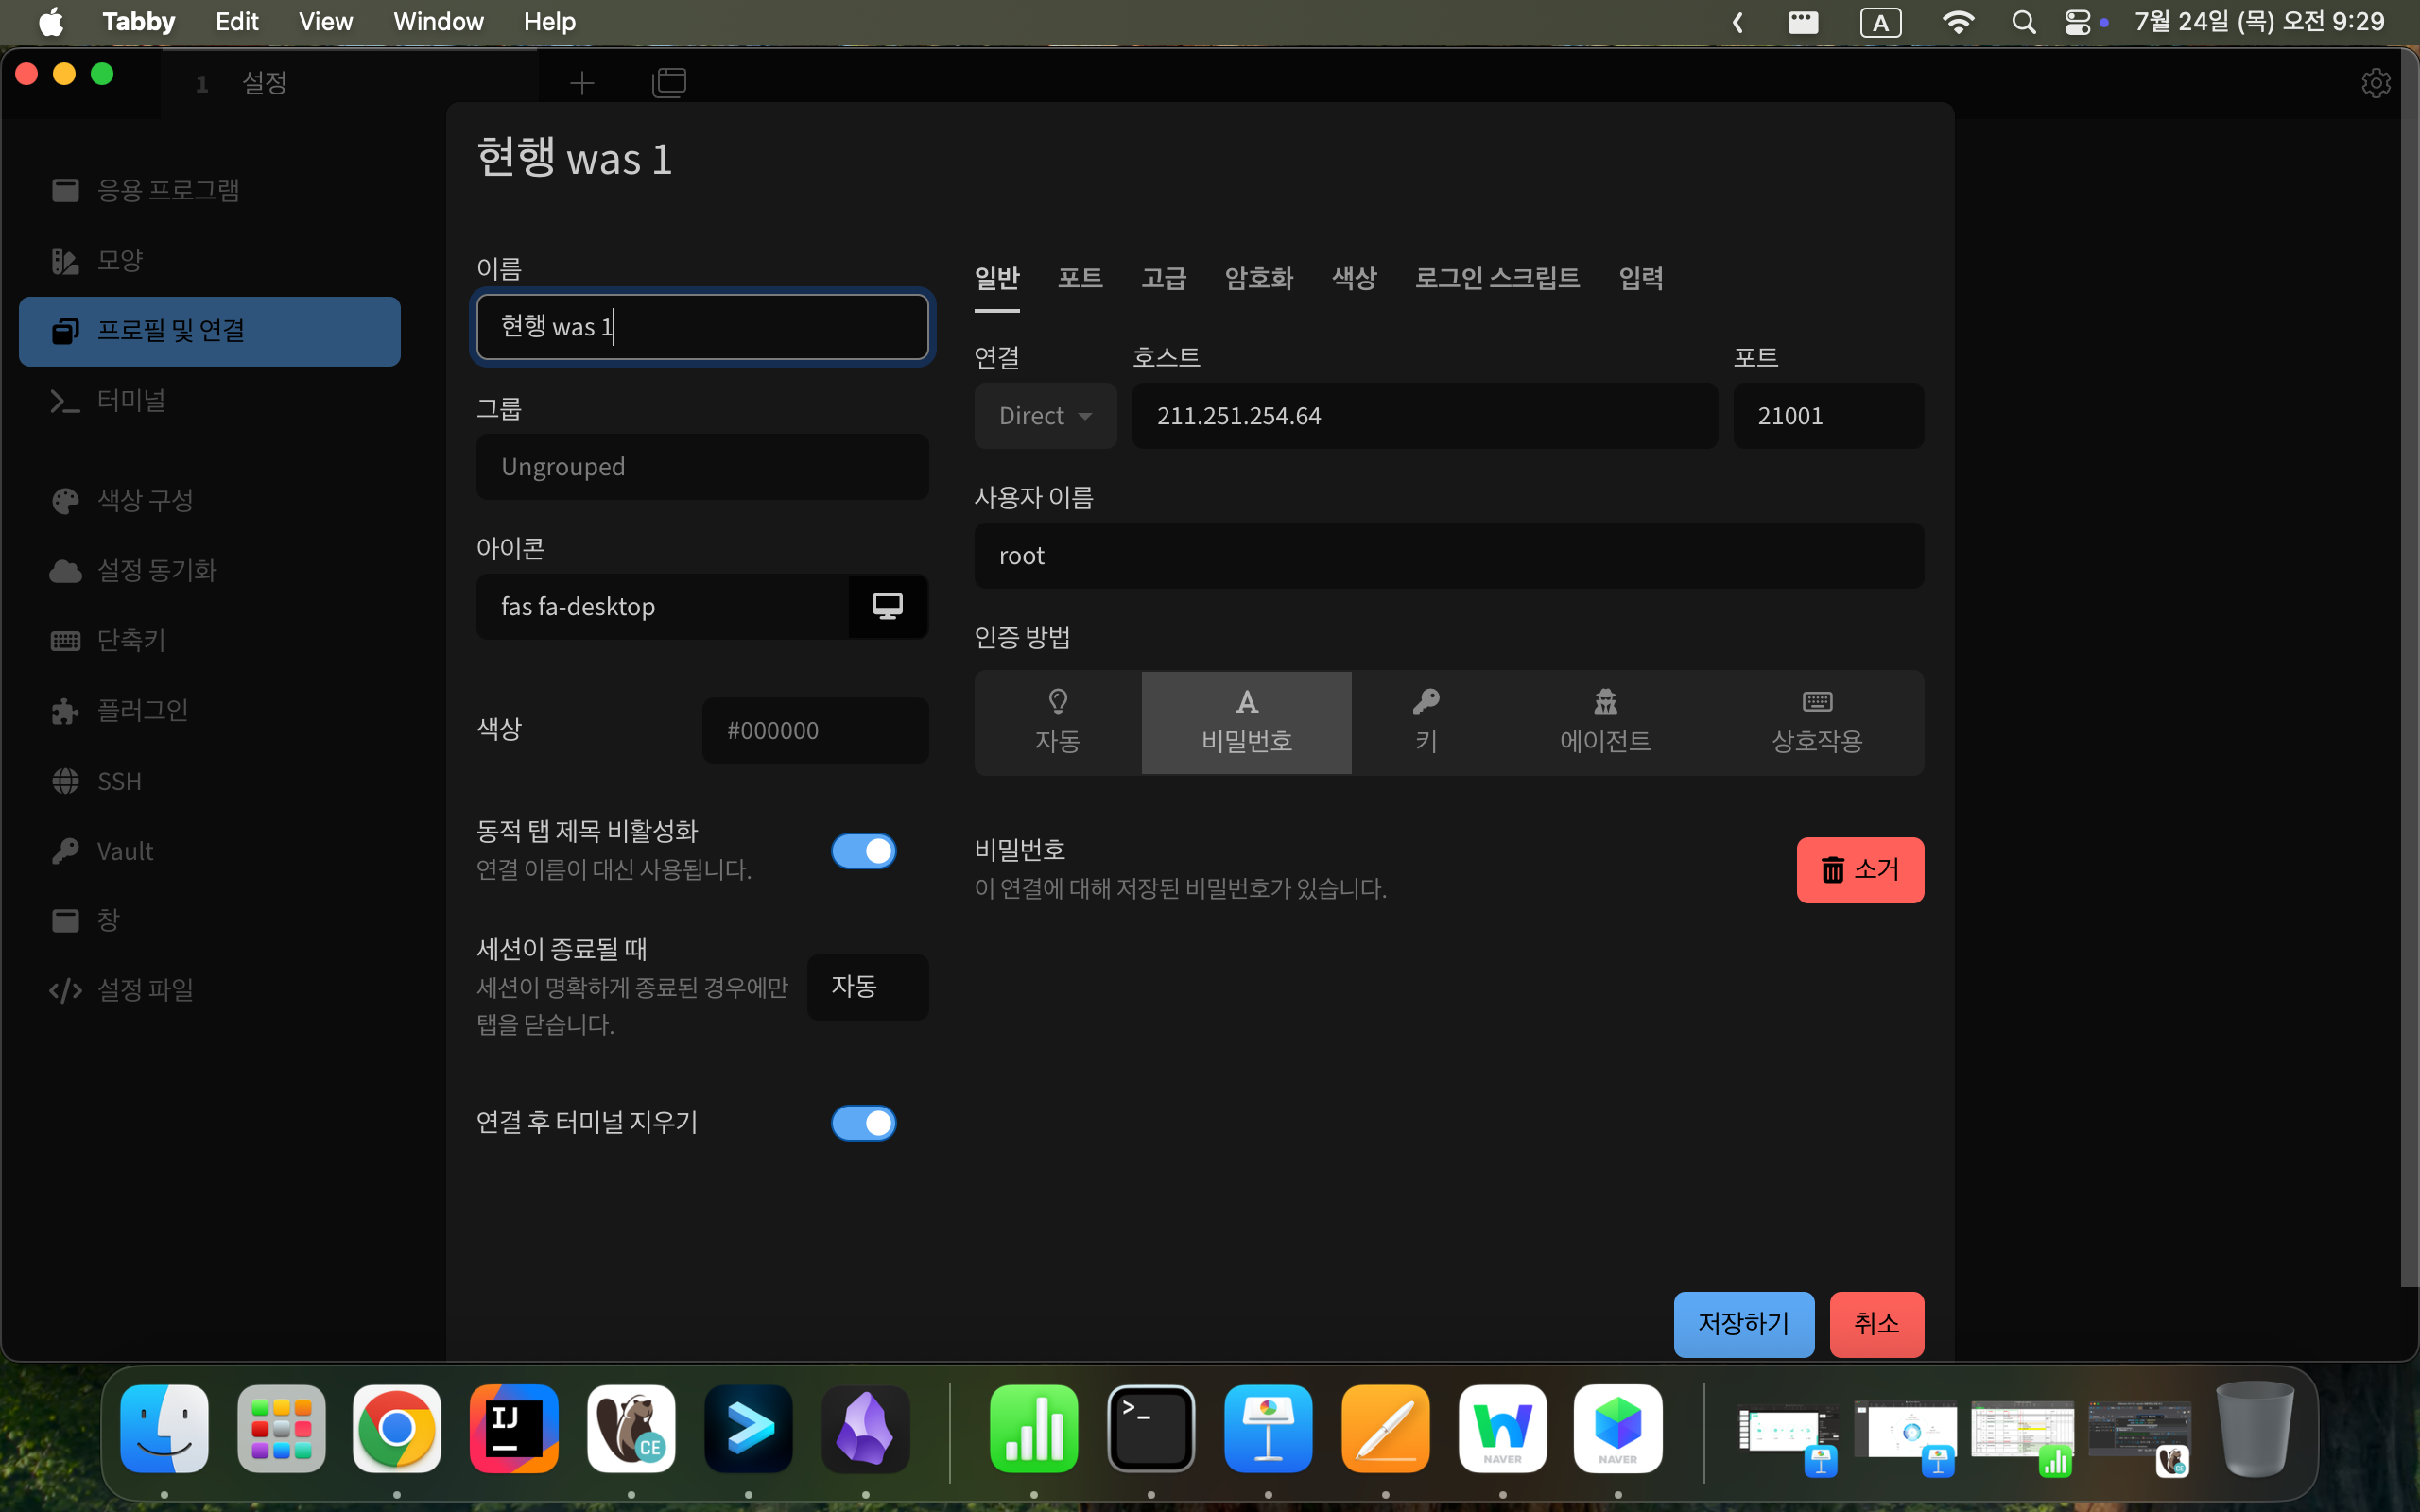 Tabby Edit View Window Help
A
7월 24일 (목) 오전 9:29
1 설정
현행 was 1
응용 프로그램
모양
프로필 및 연결
터미널
색상 구성
설정 동기화
단축키
플러그인
SSH
Vault
창
설정 파일
이름
현행 was 1
그룹
Ungrouped
아이콘
fas fa-desktop
색상
#000000
동적 탭 제목 비활성화
연결 이름이 대신 사용됩니다.
세션이 종료될 때
세션이 명확하게 종료된 경우에만
탭을 닫습니다.
자동
연결 후 터미널 지우기
일반 포트 고급 암호화 색상 로그인 스크립트 입력
연결 호스트 포트
Direct 211.251.254.64 21001
사용자 이름
root
인증 방법
자동 비밀번호 키 에이전트 상호작용
비밀번호
이 연결에 대해 저장된 비밀번호가 있습니다.
소거
저장하기 취소
IJ
CE
NAVER
NAVER